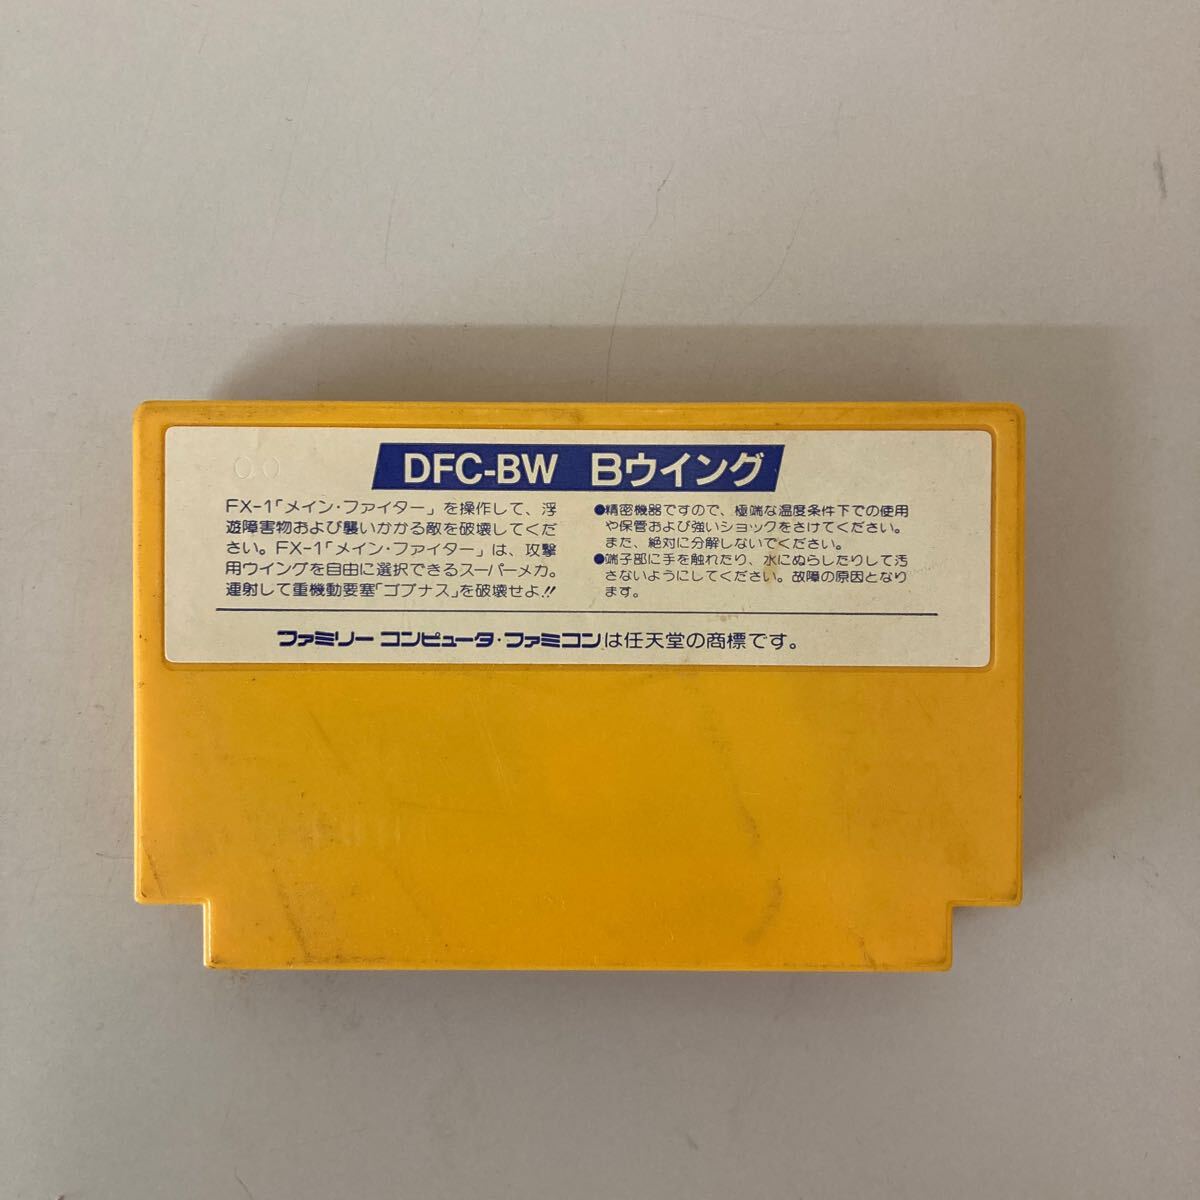 DFC-BW Bウイング
FX-1「メイン・ファイター」を操作して、浮
遊障害物および襲いかかる敵を破壊してくだ
さい。FX-1「メイン・ファイター」は、攻撃
用ウイングを自由に選択できるスーパーメカ。
連射して重機動要塞「ゴブナス」を破壊せよ!!
●精密機器ですので、極端な温度条件下での使用
や保管および強いショックをさけてください。
また、絶対に分解しないでください。
●端子部に手を触れたり、水にぬらしたりして汚
さないようにしてください。故障の原因となり
ます。
ファミリーコンピュータ・ファミコンは任天堂の商標です。